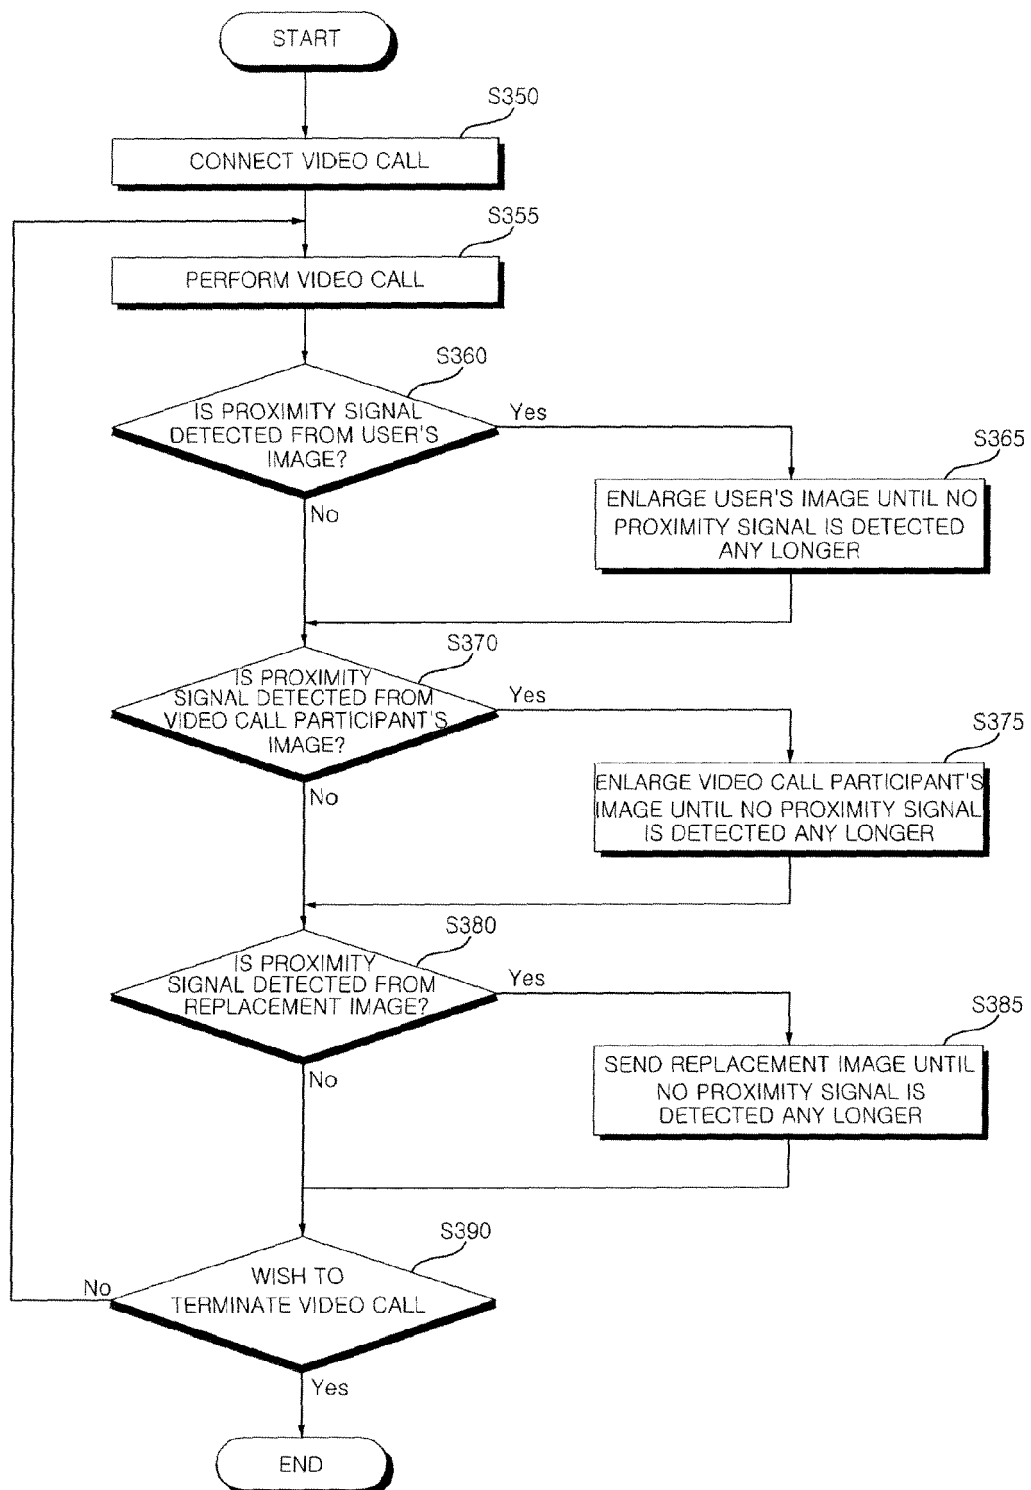 START
S350
CONNECT VIDEO CALL
S355
PERFORM VIDEO CALL
S360
IS PROXIMITY SIGNAL
DETECTED FROM USER'S
IMAGE?
Yes
No
S365
ENLARGE USER'S IMAGE UNTIL NO
PROXIMITY SIGNAL IS DETECTED
ANY LONGER
S370
IS PROXIMITY
SIGNAL DETECTED FROM
VIDEO CALL PARTICIPANT'S
IMAGE?
Yes
No
S375
ENLARGE VIDEO CALL PARTICIPANT'S
IMAGE UNTIL NO PROXIMITY SIGNAL
IS DETECTED ANY LONGER
S380
IS PROXIMITY
SIGNAL DETECTED FROM
REPLACEMENT IMAGE?
Yes
No
S385
SEND REPLACEMENT IMAGE UNTIL
NO PROXIMITY SIGNAL IS
DETECTED ANY LONGER
S390
WISH TO
TERMINATE VIDEO CALL
No
Yes
END